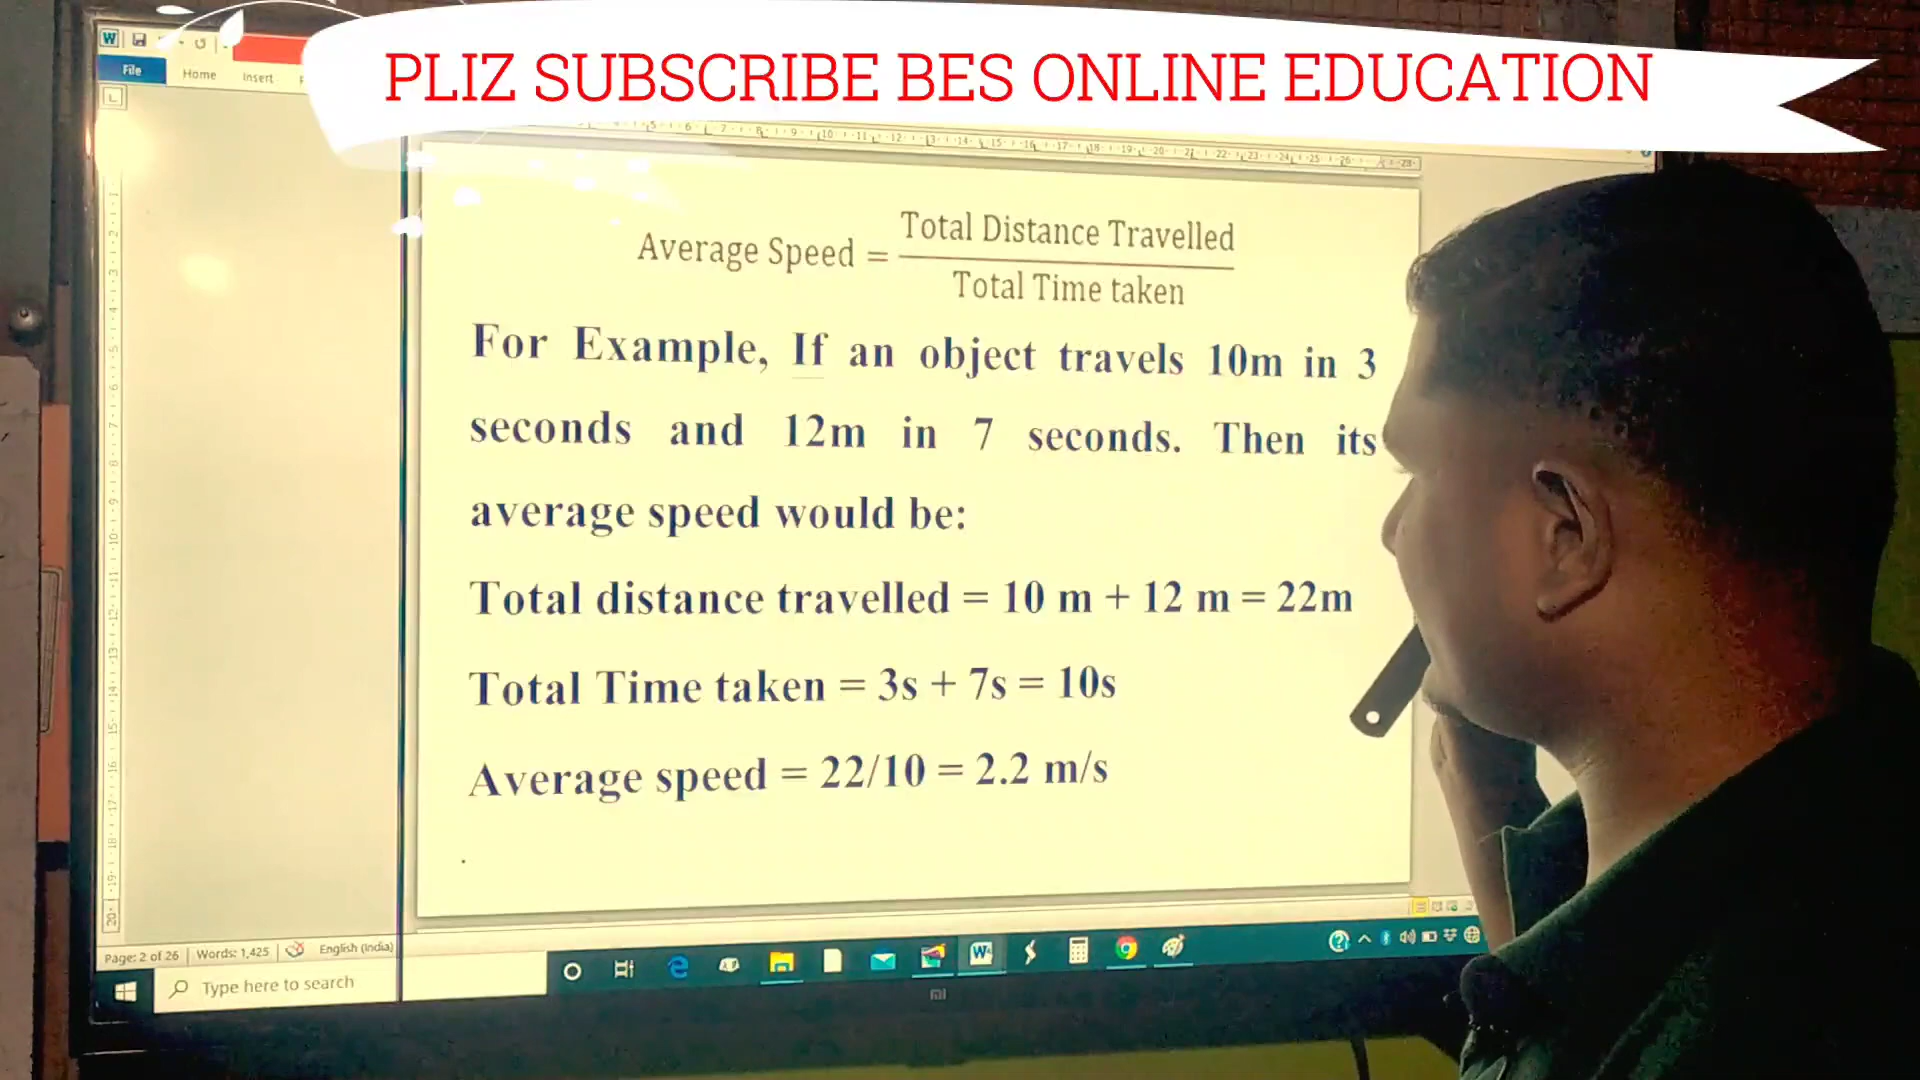 PLIZ SUBSCRIBE BES ONLINE EDUCATION
File Home Insert
Average Speed = Total Distance Travelled
Total Time taken
For Example, If an object travels 10m in 3
seconds and 12m in 7 seconds. Then its
average speed would be:
Total distance travelled = 10 m + 12 m = 22m
Total Time taken = 3s + 7s = 10s
Average speed = 22/10 = 2.2 m/s
.
Page: 2 of 26 Words: 1,425 English (India)
Type here to search
mi